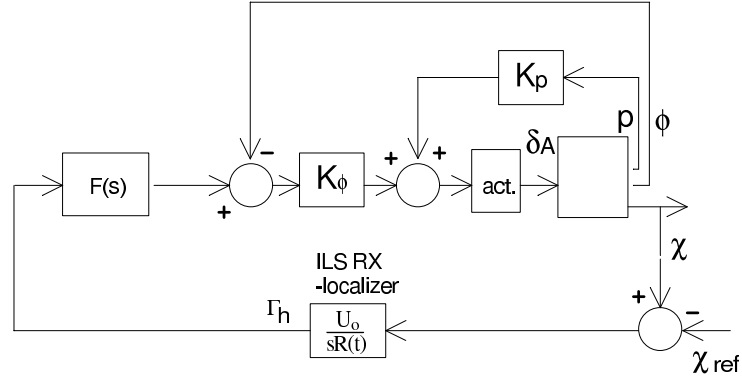 Kp
p
ϕ
δA
-
+
+
F(s)
Kϕ
act.
+
χ
ILS RX
-localizer
Γh
Uo
sR(t)
+
-
χ ref